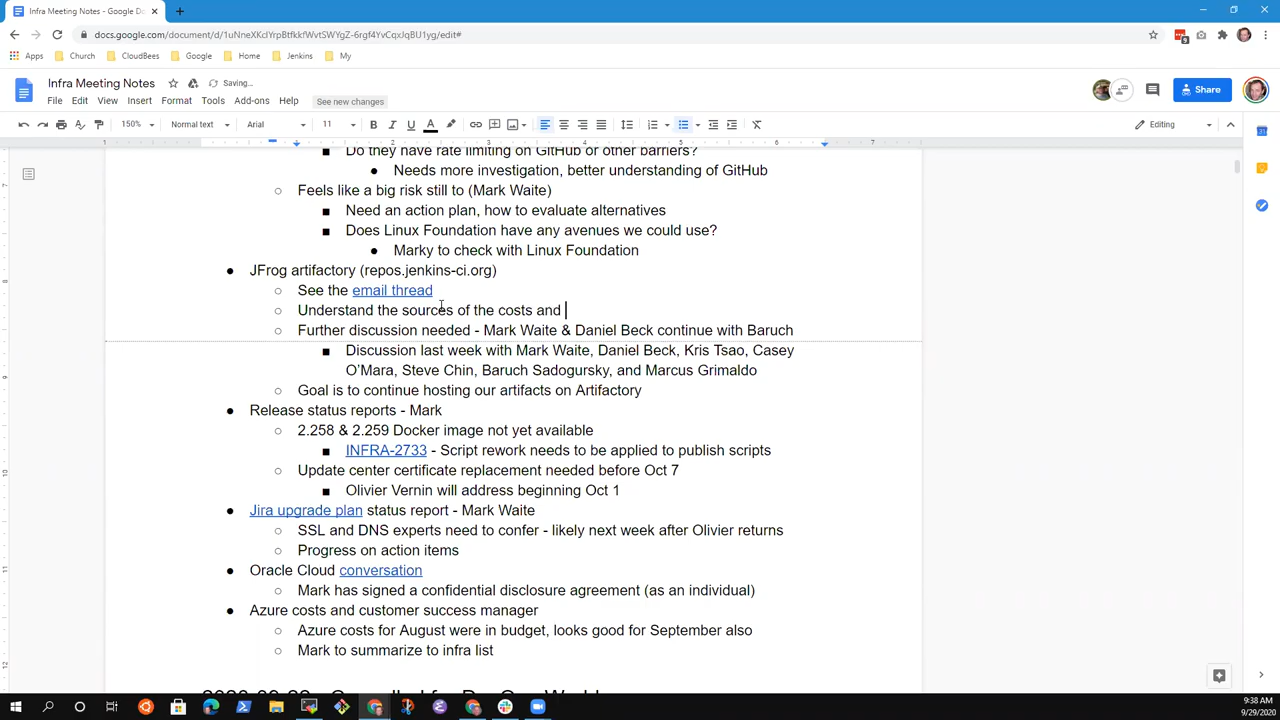 Infra Meeting Notes - Google D
docs.google.com/document/d/1uNneXKclYrpBtfkkfWvtSWYgZ-6rgf4YvCqxJqBU1yg/edit#
Apps Church CloudBees Google Home Jenkins My
Infra Meeting Notes Saving...
File Edit View Insert Format Tools Add-ons Help See new changes
Share
150% Normal text Arial 11 Editing
1 2 3 4 5 6 7
Do they have rate limiting on GitHub or other barriers?
Needs more investigation, better understanding of GitHub
Feels like a big risk still to (Mark Waite)
Need an action plan, how to evaluate alternatives
Does Linux Foundation have any avenues we could use?
Marky to check with Linux Foundation
JFrog artifactory (repos.jenkins-ci.org)
See the email thread
Understand the sources of the costs and
Further discussion needed - Mark Waite & Daniel Beck continue with Baruch
Discussion last week with Mark Waite, Daniel Beck, Kris Tsao, Casey
O'Mara, Steve Chin, Baruch Sadogursky, and Marcus Grimaldo
Goal is to continue hosting our artifacts on Artifactory
Release status reports - Mark
2.258 & 2.259 Docker image not yet available
INFRA-2733 - Script rework needs to be applied to publish scripts
Update center certificate replacement needed before Oct 7
Olivier Vernin will address beginning Oct 1
Jira upgrade plan status report - Mark Waite
SSL and DNS experts need to confer - likely next week after Olivier returns
Progress on action items
Oracle Cloud conversation
Mark has signed a confidential disclosure agreement (as an individual)
Azure costs and customer success manager
Azure costs for August were in budget, looks good for September also
Mark to summarize to infra list
9:38 AM
9/29/2020